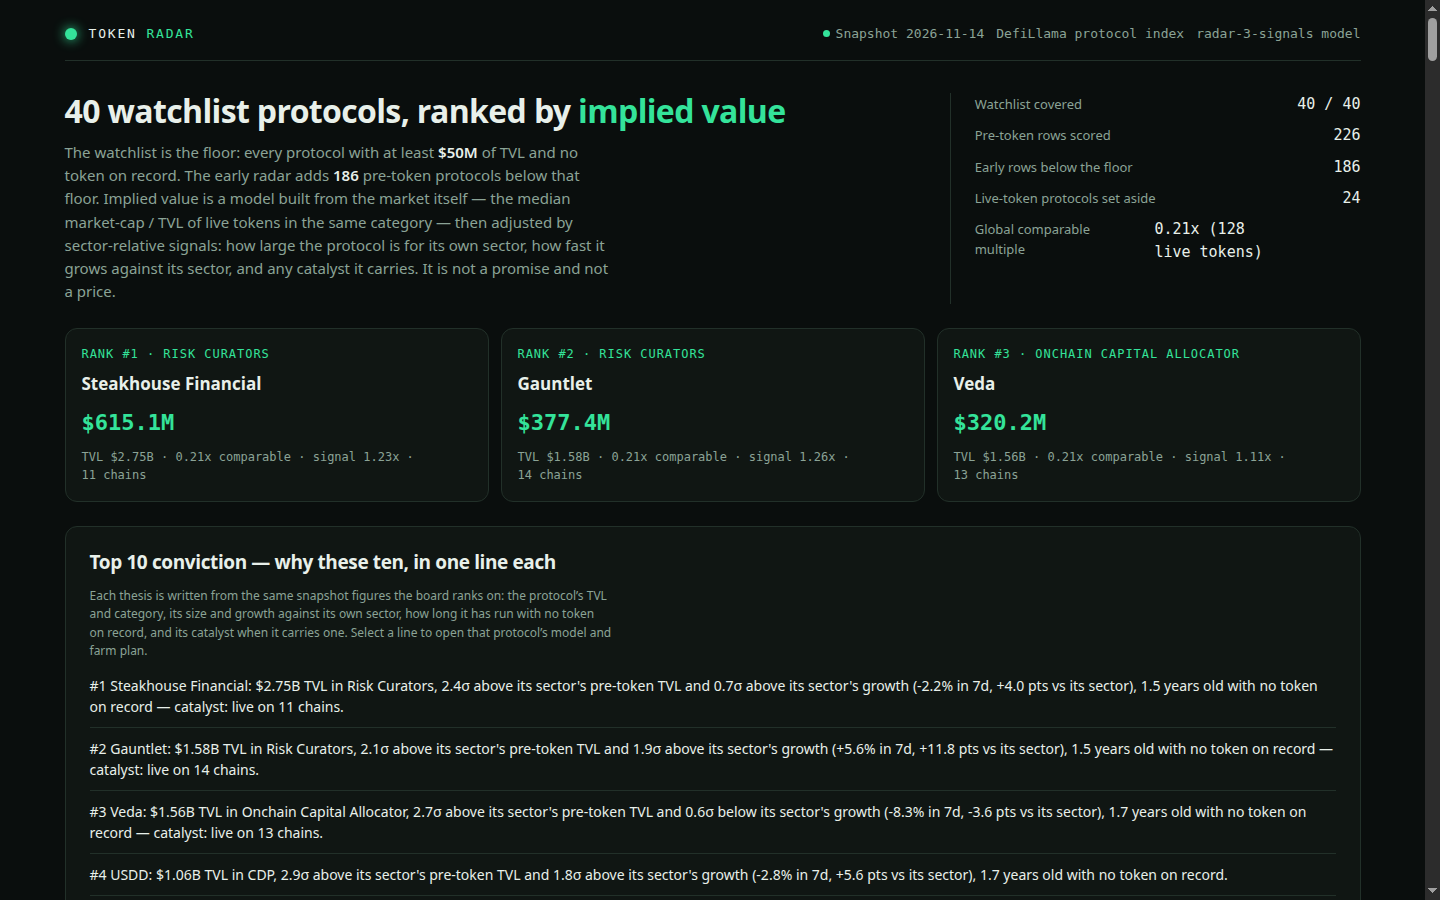 TOKEN RADAR
Snapshot 2026-11-14 DefiLlama protocol index radar-3-signals model
40 watchlist protocols, ranked by implied value
The watchlist is the floor: every protocol with at least $50M of TVL and no
token on record. The early radar adds 186 pre-token protocols below that
floor. Implied value is a model built from the market itself — the median
market-cap / TVL of live tokens in the same category — then adjusted by
sector-relative signals: how large the protocol is for its own sector, how fast it
grows against its sector, and any catalyst it carries. It is not a promise and not
a price.
Watchlist covered 40 / 40
Pre-token rows scored 226
Early rows below the floor 186
Live-token protocols set aside 24
Global comparable multiple 0.21x (128 live tokens)
RANK #1 · RISK CURATORS
Steakhouse Financial
$615.1M
TVL $2.75B · 0.21x comparable · signal 1.23x ·
11 chains
RANK #2 · RISK CURATORS
Gauntlet
$377.4M
TVL $1.58B · 0.21x comparable · signal 1.26x ·
14 chains
RANK #3 · ONCHAIN CAPITAL ALLOCATOR
Veda
$320.2M
TVL $1.56B · 0.21x comparable · signal 1.11x ·
13 chains
Top 10 conviction — why these ten, in one line each
Each thesis is written from the same snapshot figures the board ranks on: the protocol's TVL
and category, its size and growth against its own sector, how long it has run with no token
on record, and its catalyst when it carries one. Select a line to open that protocol's model and
farm plan.
#1 Steakhouse Financial: $2.75B TVL in Risk Curators, 2.4σ above its sector's pre-token TVL and 0.7σ above its sector's growth (-2.2% in 7d, +4.0 pts vs its sector), 1.5 years old with no token
on record — catalyst: live on 11 chains.
#2 Gauntlet: $1.58B TVL in Risk Curators, 2.1σ above its sector's pre-token TVL and 1.9σ above its sector's growth (+5.6% in 7d, +11.8 pts vs its sector), 1.5 years old with no token on record —
catalyst: live on 14 chains.
#3 Veda: $1.56B TVL in Onchain Capital Allocator, 2.7σ above its sector's pre-token TVL and 0.6σ below its sector's growth (-8.3% in 7d, -3.6 pts vs its sector), 1.7 years old with no token on
record — catalyst: live on 13 chains.
#4 USDD: $1.06B TVL in CDP, 2.9σ above its sector's pre-token TVL and 1.8σ above its sector's growth (-2.8% in 7d, +5.6 pts vs its sector), 1.7 years old with no token on record.